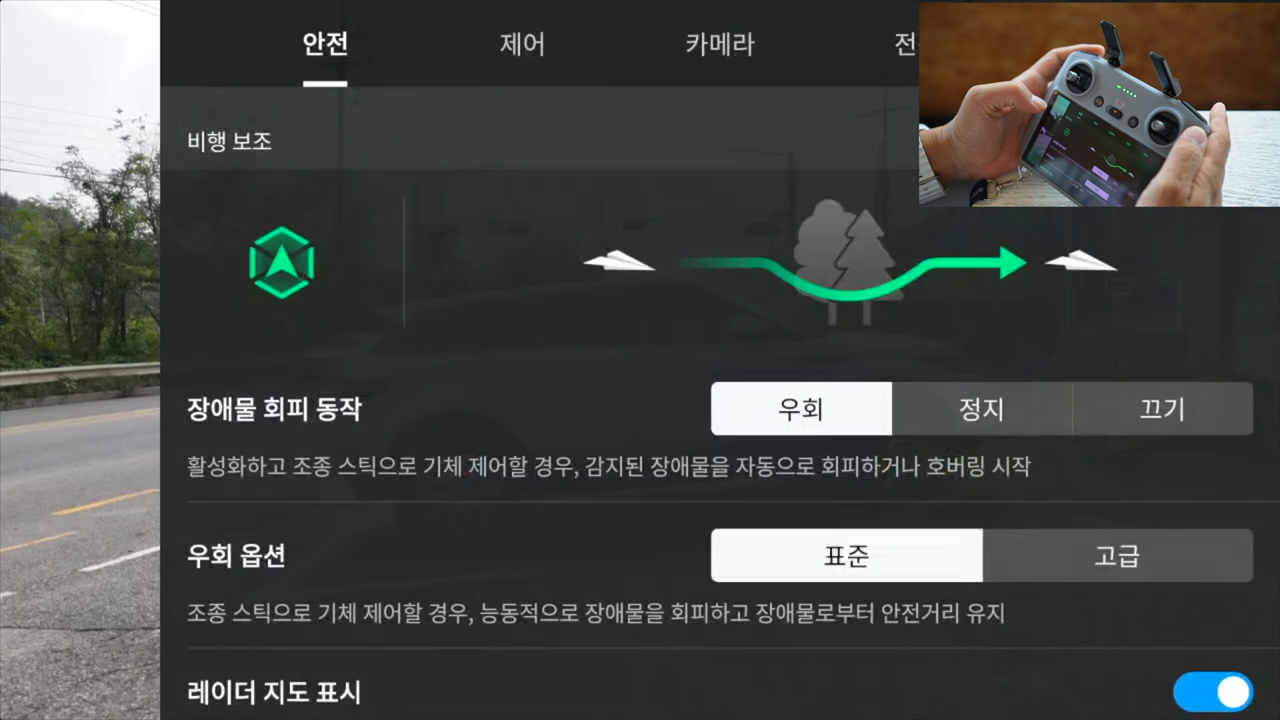 안전 제어 카메라 전
비행 보조
장애물 회피 동작 우회 정지 끄기
활성화하고 조종 스틱으로 기체 제어할 경우, 감지된 장애물을 자동으로 회피하거나 호버링 시작
우회 옵션 표준 고급
조종 스틱으로 기체 제어할 경우, 능동적으로 장애물을 회피하고 장애물로부터 안전거리 유지
레이더 지도 표시